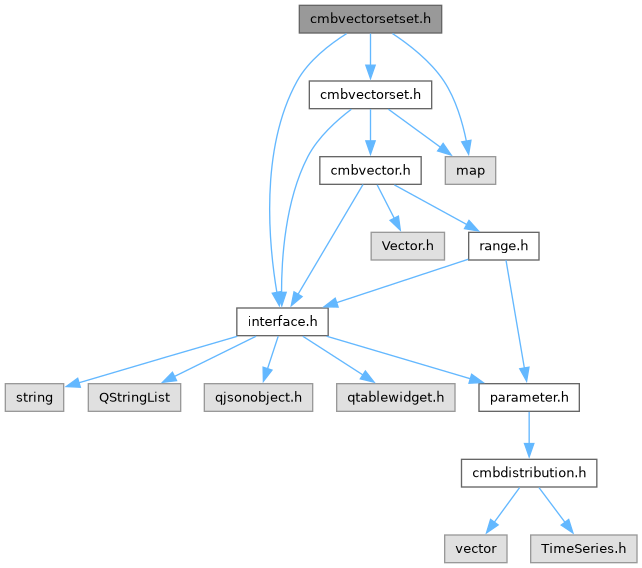 cmbvectorsetset.h
cmbvectorset.h
cmbvector.h
map
Vector.h
range.h
interface.h
string
QStringList
qjsonobject.h
qtablewidget.h
parameter.h
cmbdistribution.h
vector
TimeSeries.h